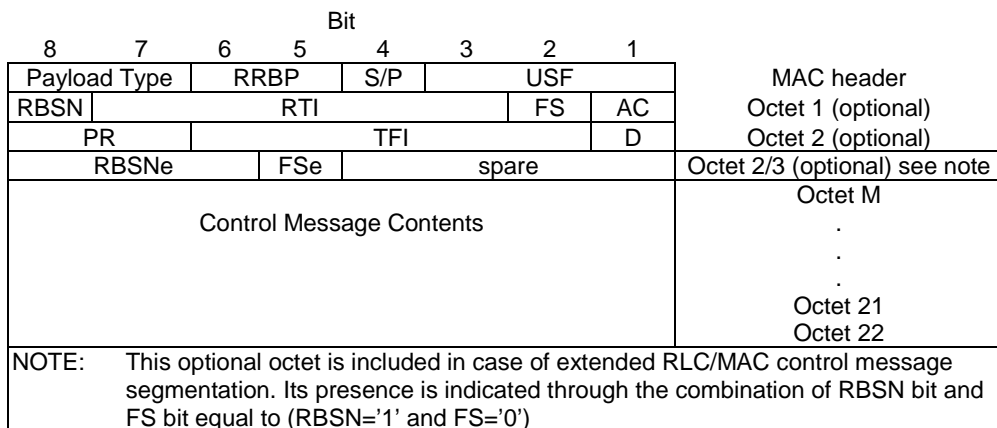 Bit
8 7 6 5 4 3 2 1
Payload Type RRBP S/P USF MAC header
RBSN RTI FS AC Octet 1 (optional)
PR TFI D Octet 2 (optional)
RBSNe FSe spare Octet 2/3 (optional) see note
Octet M
Control Message Contents .
.
.
Octet 21
Octet 22
NOTE: This optional octet is included in case of extended RLC/MAC control message
segmentation. Its presence is indicated through the combination of RBSN bit and
FS bit equal to (RBSN='1' and FS='0')